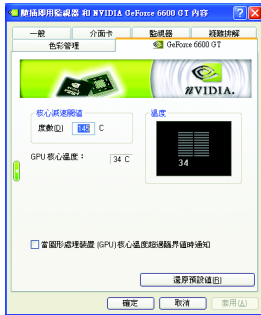 隨插即用監視器 和 NVIDIA GeForce 6600 GT 內容
一般 介面卡 監視器 疑難排解
色彩管理 GeForce 6600 GT
NVIDIA.
核心減速閾值
度數(D) 145 C
溫度
GPU 核心溫度： 34 C
34
當圖形處理裝置 (GPU) 核心溫度超過臨界值時通知
還原預設值(R)
確定 取消 套用(A)